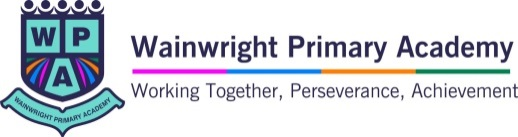 W P
A
WAINWRIGHT PRIMARY ACADEMY
Wainwright Primary Academy
Working Together, Perseverance, Achievement